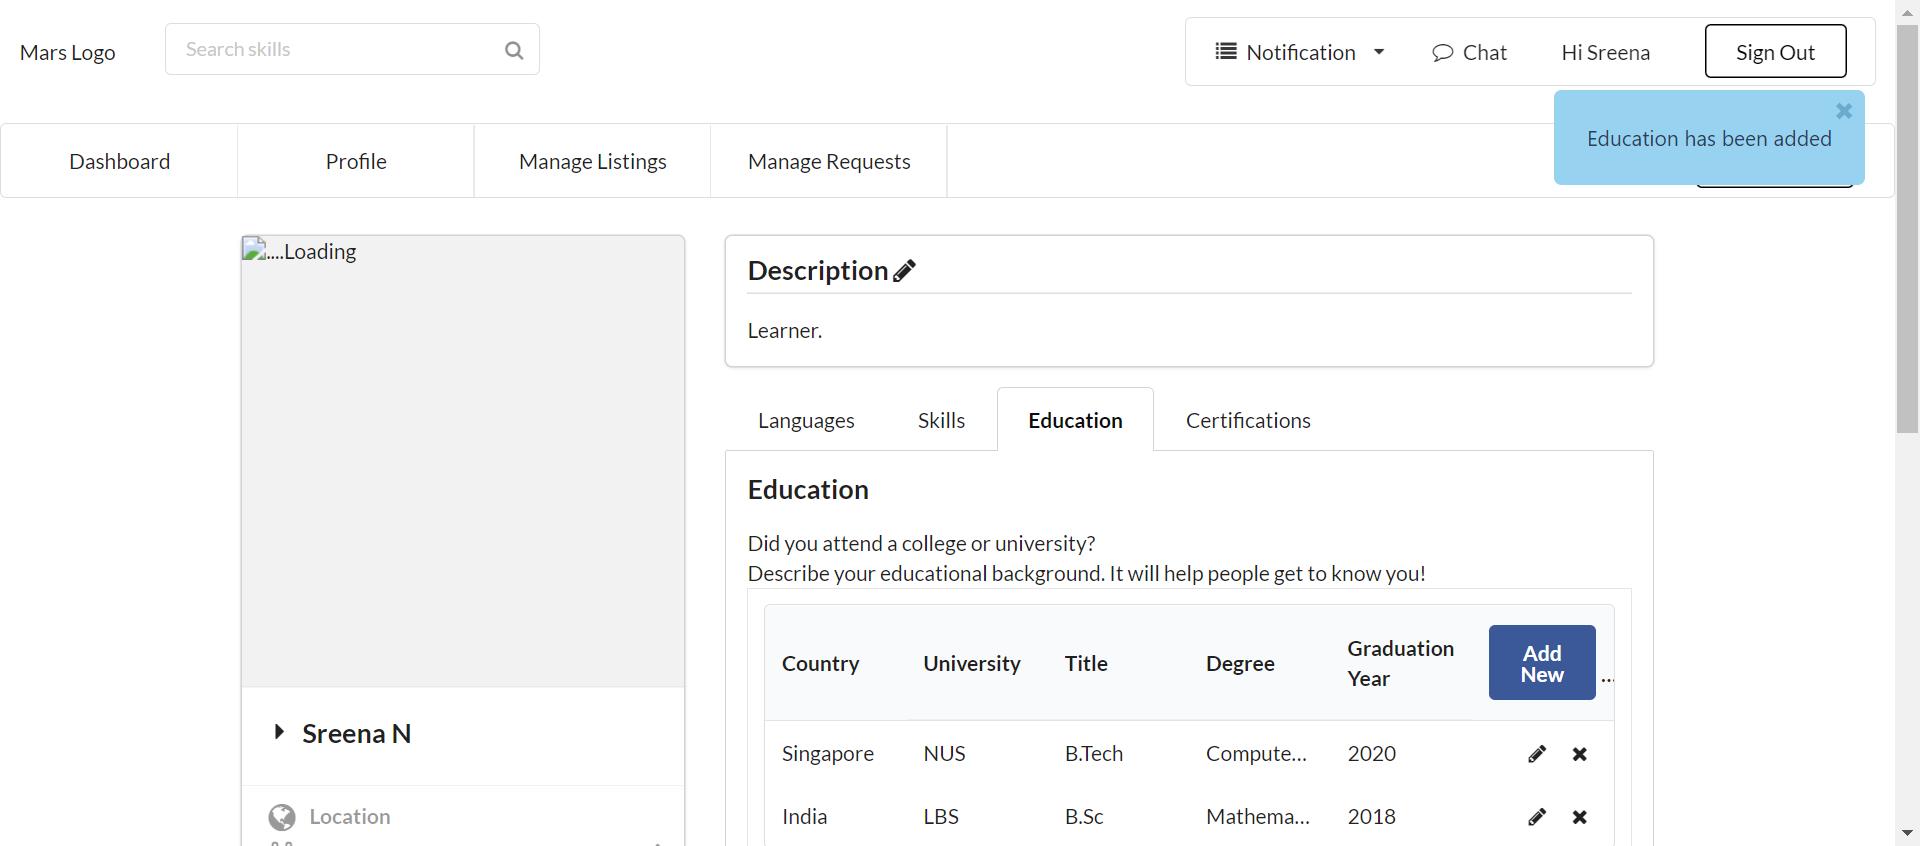 Mars Logo
Search skills
Notification
Chat
Hi Sreena
Sign Out
Education has been added
Dashboard
Profile
Manage Listings
Manage Requests
....Loading
Description
Learner.
Languages
Skills
Education
Certifications
Education
Did you attend a college or university?
Describe your educational background. It will help people get to know you!
Country University Title Degree Graduation Year Add New ...
Singapore NUS B.Tech Compute... 2020
India LBS B.Sc Mathema... 2018
Sreena N
Location